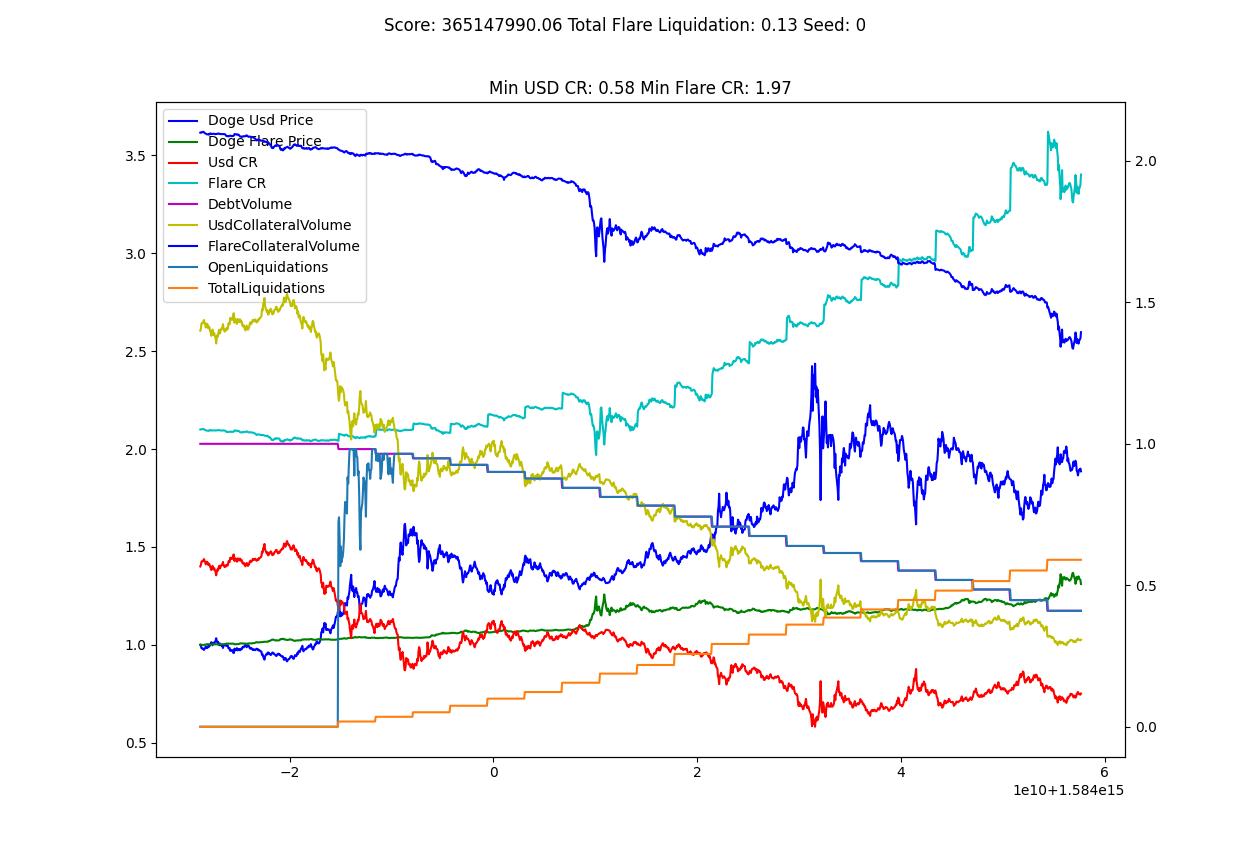 Score: 365147990.06 Total Flare Liquidation: 0.13 Seed: 0
Min USD CR: 0.58 Min Flare CR: 1.97
Doge Usd Price
Doge Flare Price
Usd CR
Flare CR
DebtVolume
UsdCollateralVolume
FlareCollateralVolume
OpenLiquidations
TotalLiquidations
3.5
3.0
2.5
2.0
1.5
1.0
0.5
2.0
1.5
1.0
0.5
0.0
−2
0
2
4
6
1e10+1.584e15